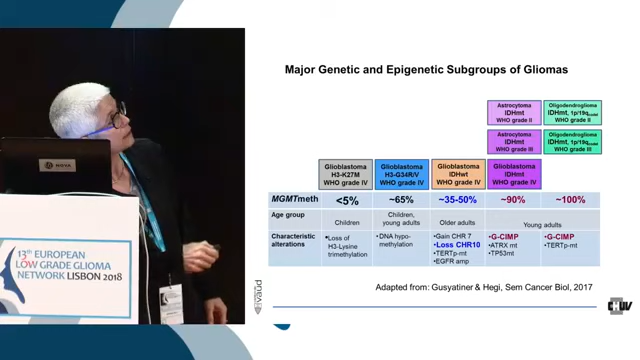 Major Genetic and Epigenetic Subgroups of Gliomas
Astrocytoma
IDHmt
WHO grade II
Oligodendroglioma
IDHmt, 1p/19q codel
WHO grade II
Astrocytoma
IDHmt
WHO grade III
Oligodendroglioma
IDHmt, 1p/19q codel
WHO grade III
Glioblastoma
H3-K27M
WHO grade IV
Glioblastoma
H3-G34R/V
WHO grade IV
Glioblastoma
IDHwt
WHO grade IV
Glioblastoma
IDHmt
WHO grade IV
MGMTmeth
<5%
~65%
~35-50%
~90%
~100%
Age group
Children
Children,
young adults
Older adults
Young adults
Characteristic
alterations
•Loss of
H3-Lysine
trimethylation
•DNA hypo-
methylation
•Gain CHR 7
•Loss CHR10
•TERTp-mt
•EGFR amp
•G-CIMP
•ATRX mt
•TP53mt
•G-CIMP
•TERTp-mt
Adapted from: Gusyatiner & Hegi, Sem Cancer Biol, 2017
13th EUROPEAN
LOW GRADE GLIOMA
NETWORK LISBON 2018
vaud